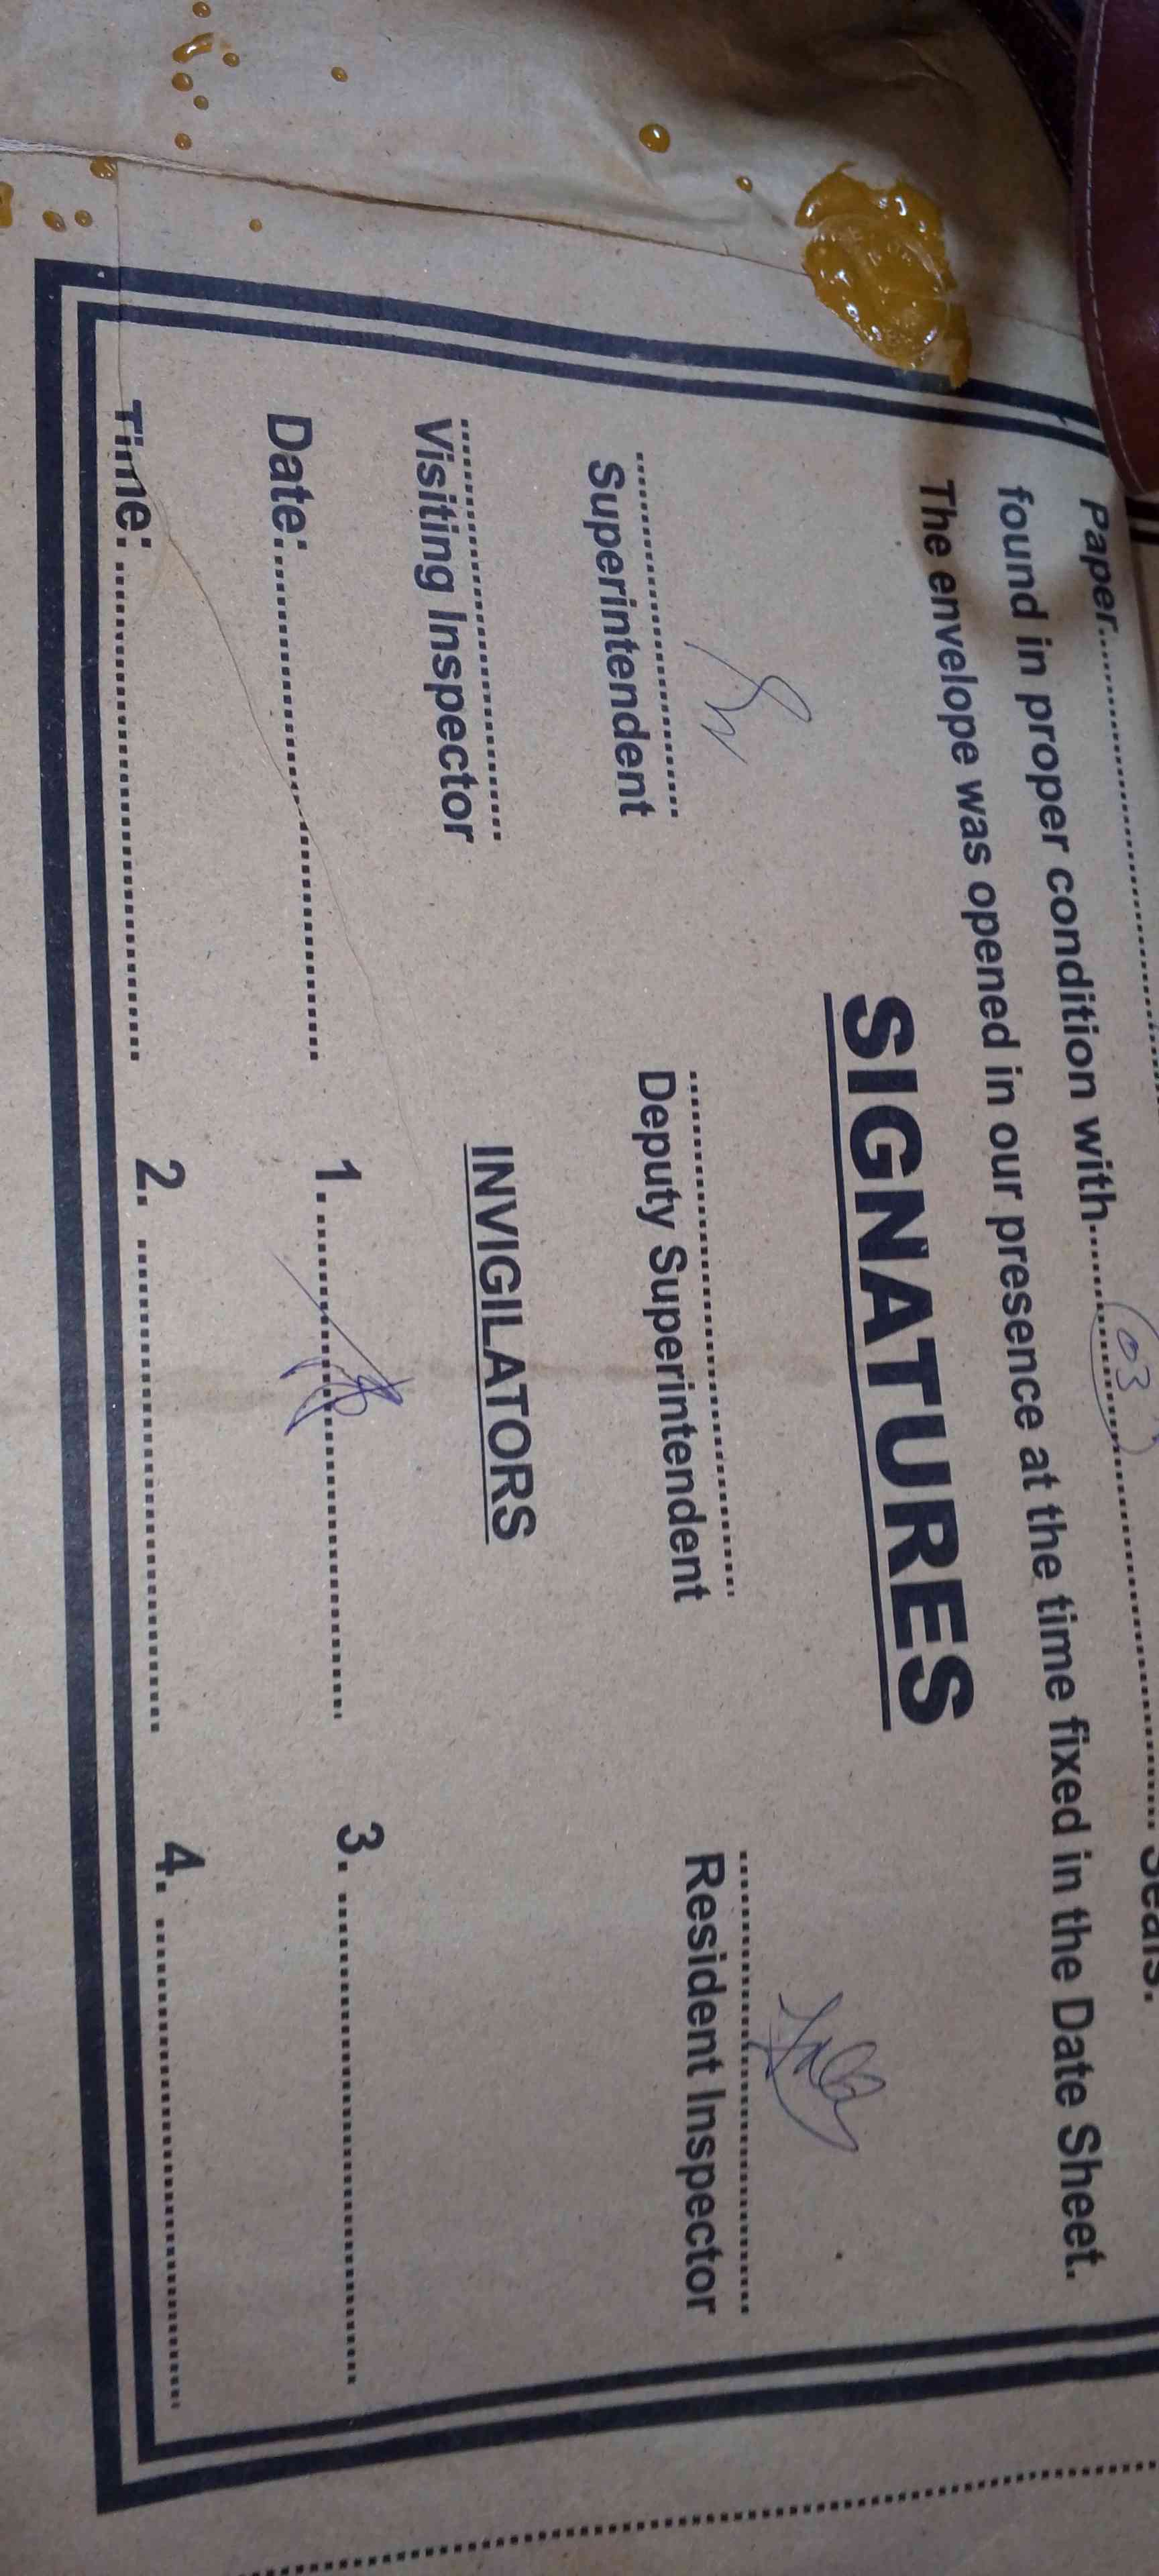 Paper..............................
found in proper condition with......03...................... Seals.
The envelope was opened in our presence at the time fixed in the Date Sheet.
SIGNATURES
Superintendent Deputy Superintendent Resident Inspector
Visiting Inspector INVIGILATORS
Date:.............................. 1. .............................. 3. ..............................
Time: .............................. 2. .............................. 4. ..............................